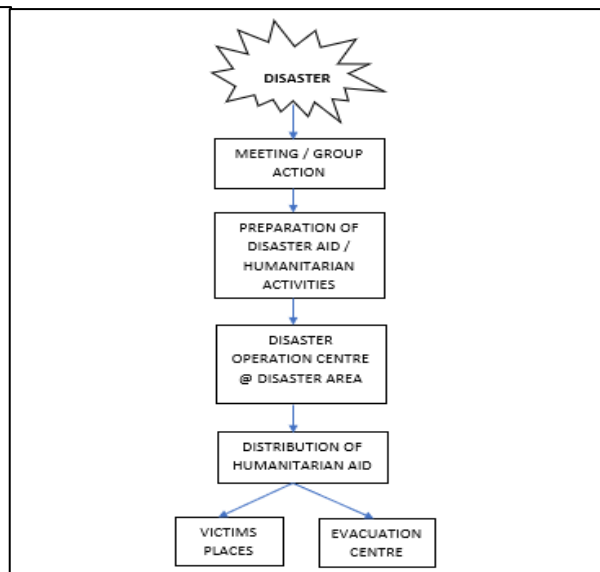 DISASTER
MEETING / GROUP
ACTION
PREPARATION OF
DISASTER AID /
HUMANITARIAN
ACTIVITIES
DISASTER
OPERATION CENTRE
@ DISASTER AREA
DISTRIBUTION OF
HUMANITARIAN AID
VICTIMS
PLACES
EVACUATION
CENTRE